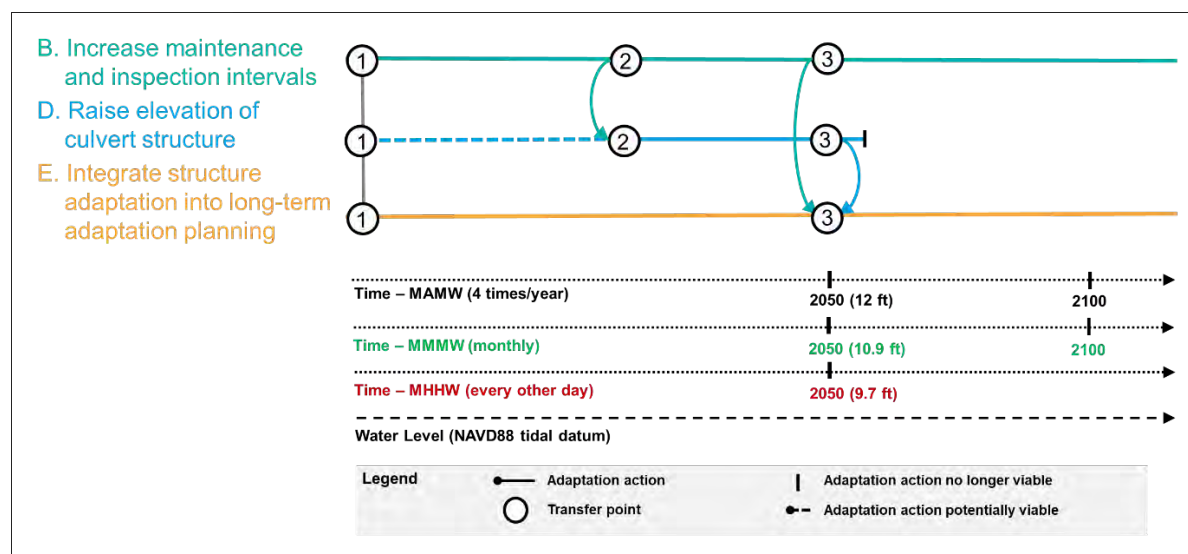 B. Increase maintenance
and inspection intervals
D. Raise elevation of
culvert structure
E. Integrate structure
adaptation into long-term
adaptation planning
1 2 3
1 2 3
1 3
Time – MAMW (4 times/year) 2050 (12 ft) 2100
Time – MMMW (monthly) 2050 (10.9 ft) 2100
Time – MHHW (every other day) 2050 (9.7 ft)
Water Level (NAVD88 tidal datum)
Legend Adaptation action Adaptation action no longer viable
Transfer point Adaptation action potentially viable